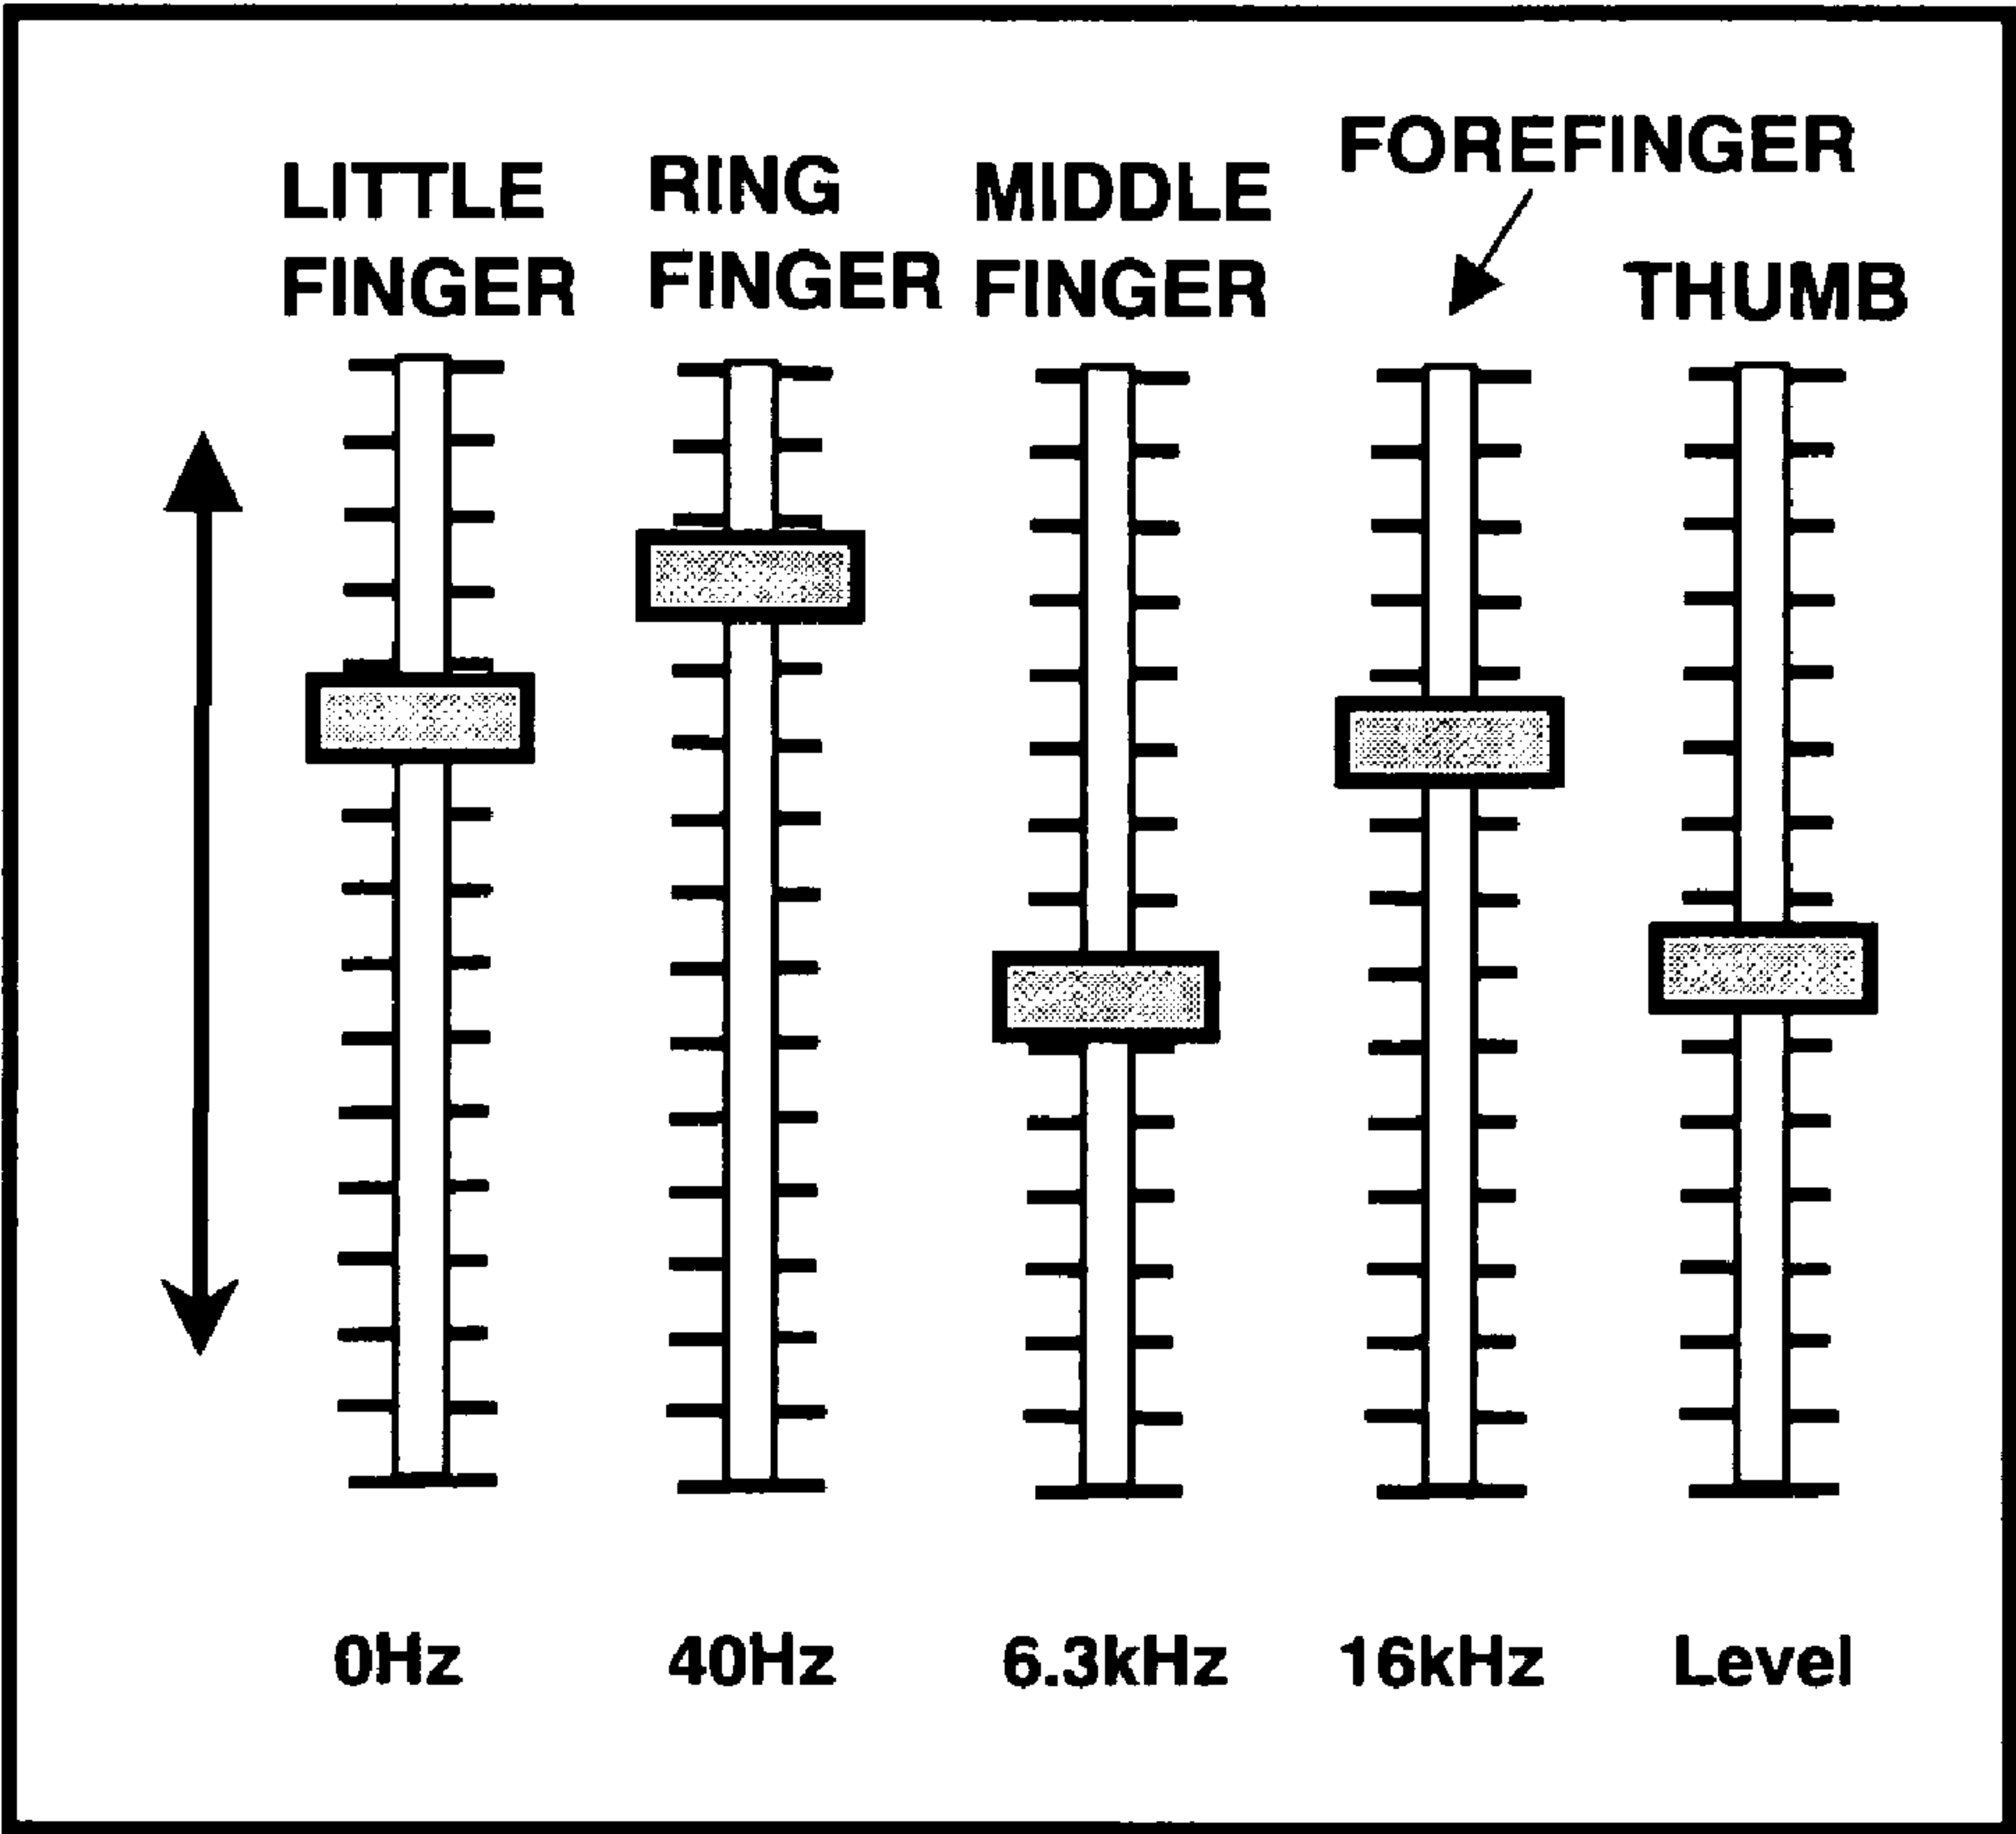 LITTLE
FINGER
RING
FINGER
MIDDLE
FINGER
FOREFINGER
THUMB
0Hz
40Hz
6.3kHz
16kHz
Level